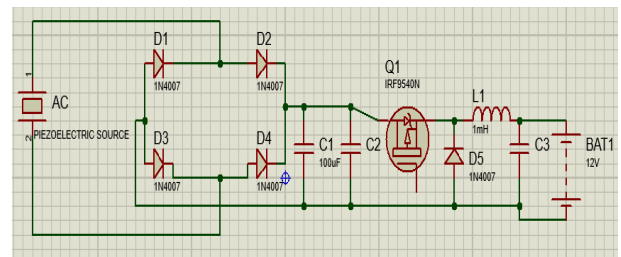 D1
D2
1N4007
1N4007
Q1
IRF9540N
1
AC
PIEZOELECTRIC SOURCE
2
D3
D4
1N4007
1N4007
C1
100uF
C2
D5
1N4007
L1
1mH
C3
BAT1
12V